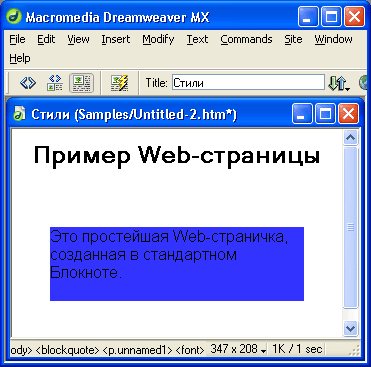 Macromedia Dreamweaver MX
File Edit View Insert Modify Text Commands Site Window
Help
Title: Стили
Стили (Samples/Untitled-2.htm*)
Пример Web-страницы
Это простейшая Web-страничка,
созданная в стандартном
Блокноте.
ody> <blockquote> <p.unnamed1> <font> 347 x 208 1K / 1 sec